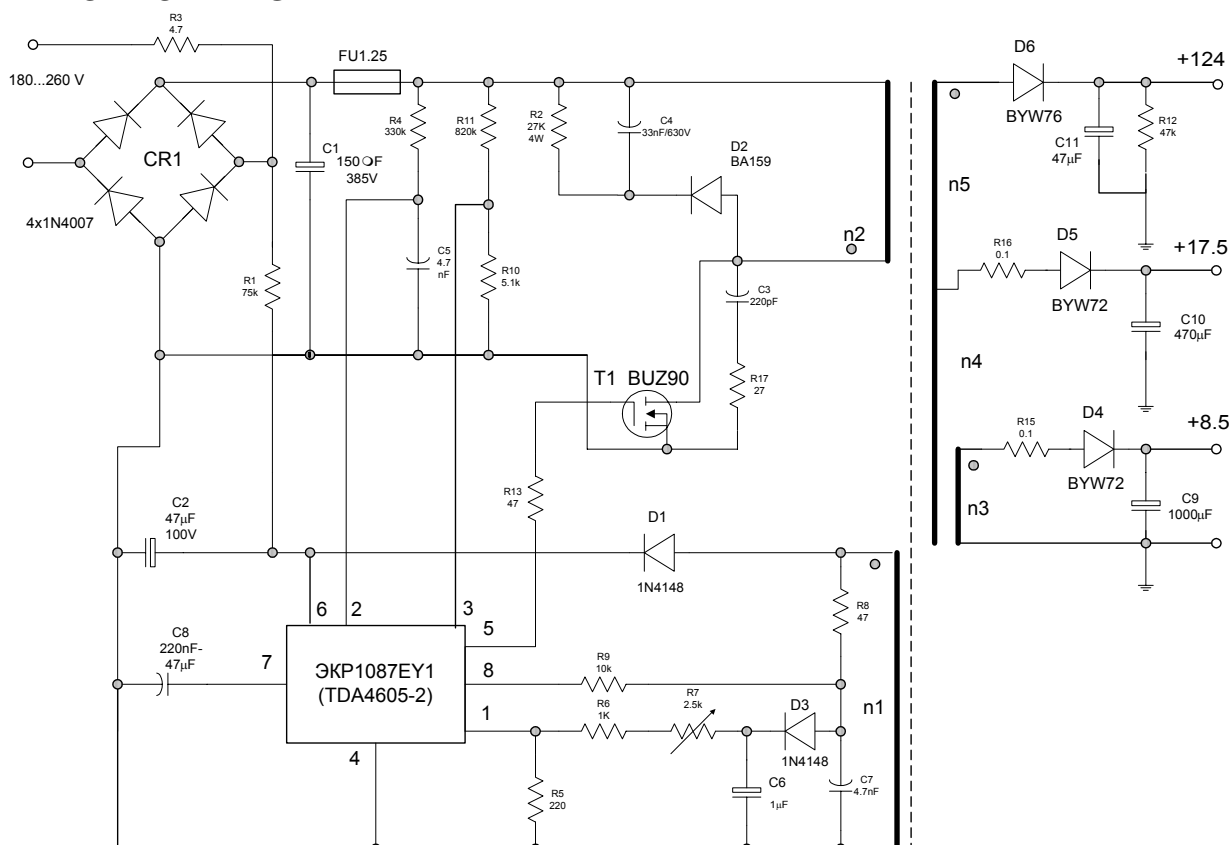 R3
4.7
180...260 V
FU1.25
D6
+124
BYW76
R4
330k
R11
820k
R2
27K
4W
C4
33nF/630V
C11
47µF
R12
47k
CR1
C1
150 F
385V
D2
BA159
4x1N4007
n5
n2
R16
0.1
D5
+17.5
BYW72
C5
4.7
nF
R10
5.1k
R1
75k
C3
220pF
C10
470µF
n4
T1 BUZ90
R17
27
R15
0.1
D4
+8.5
BYW72
R13
47
C2
47µF
100V
D1
1N4148
n3
C9
1000µF
6
2
3
5
R8
47
C8
220nF-
47µF
7
ЭКР1087ЕУ1
(TDA4605-2)
8
R9
10k
1
R6
1K
R7
2.5k
D3
1N4148
n1
4
R5
220
C6
1µF
C7
4.7nF